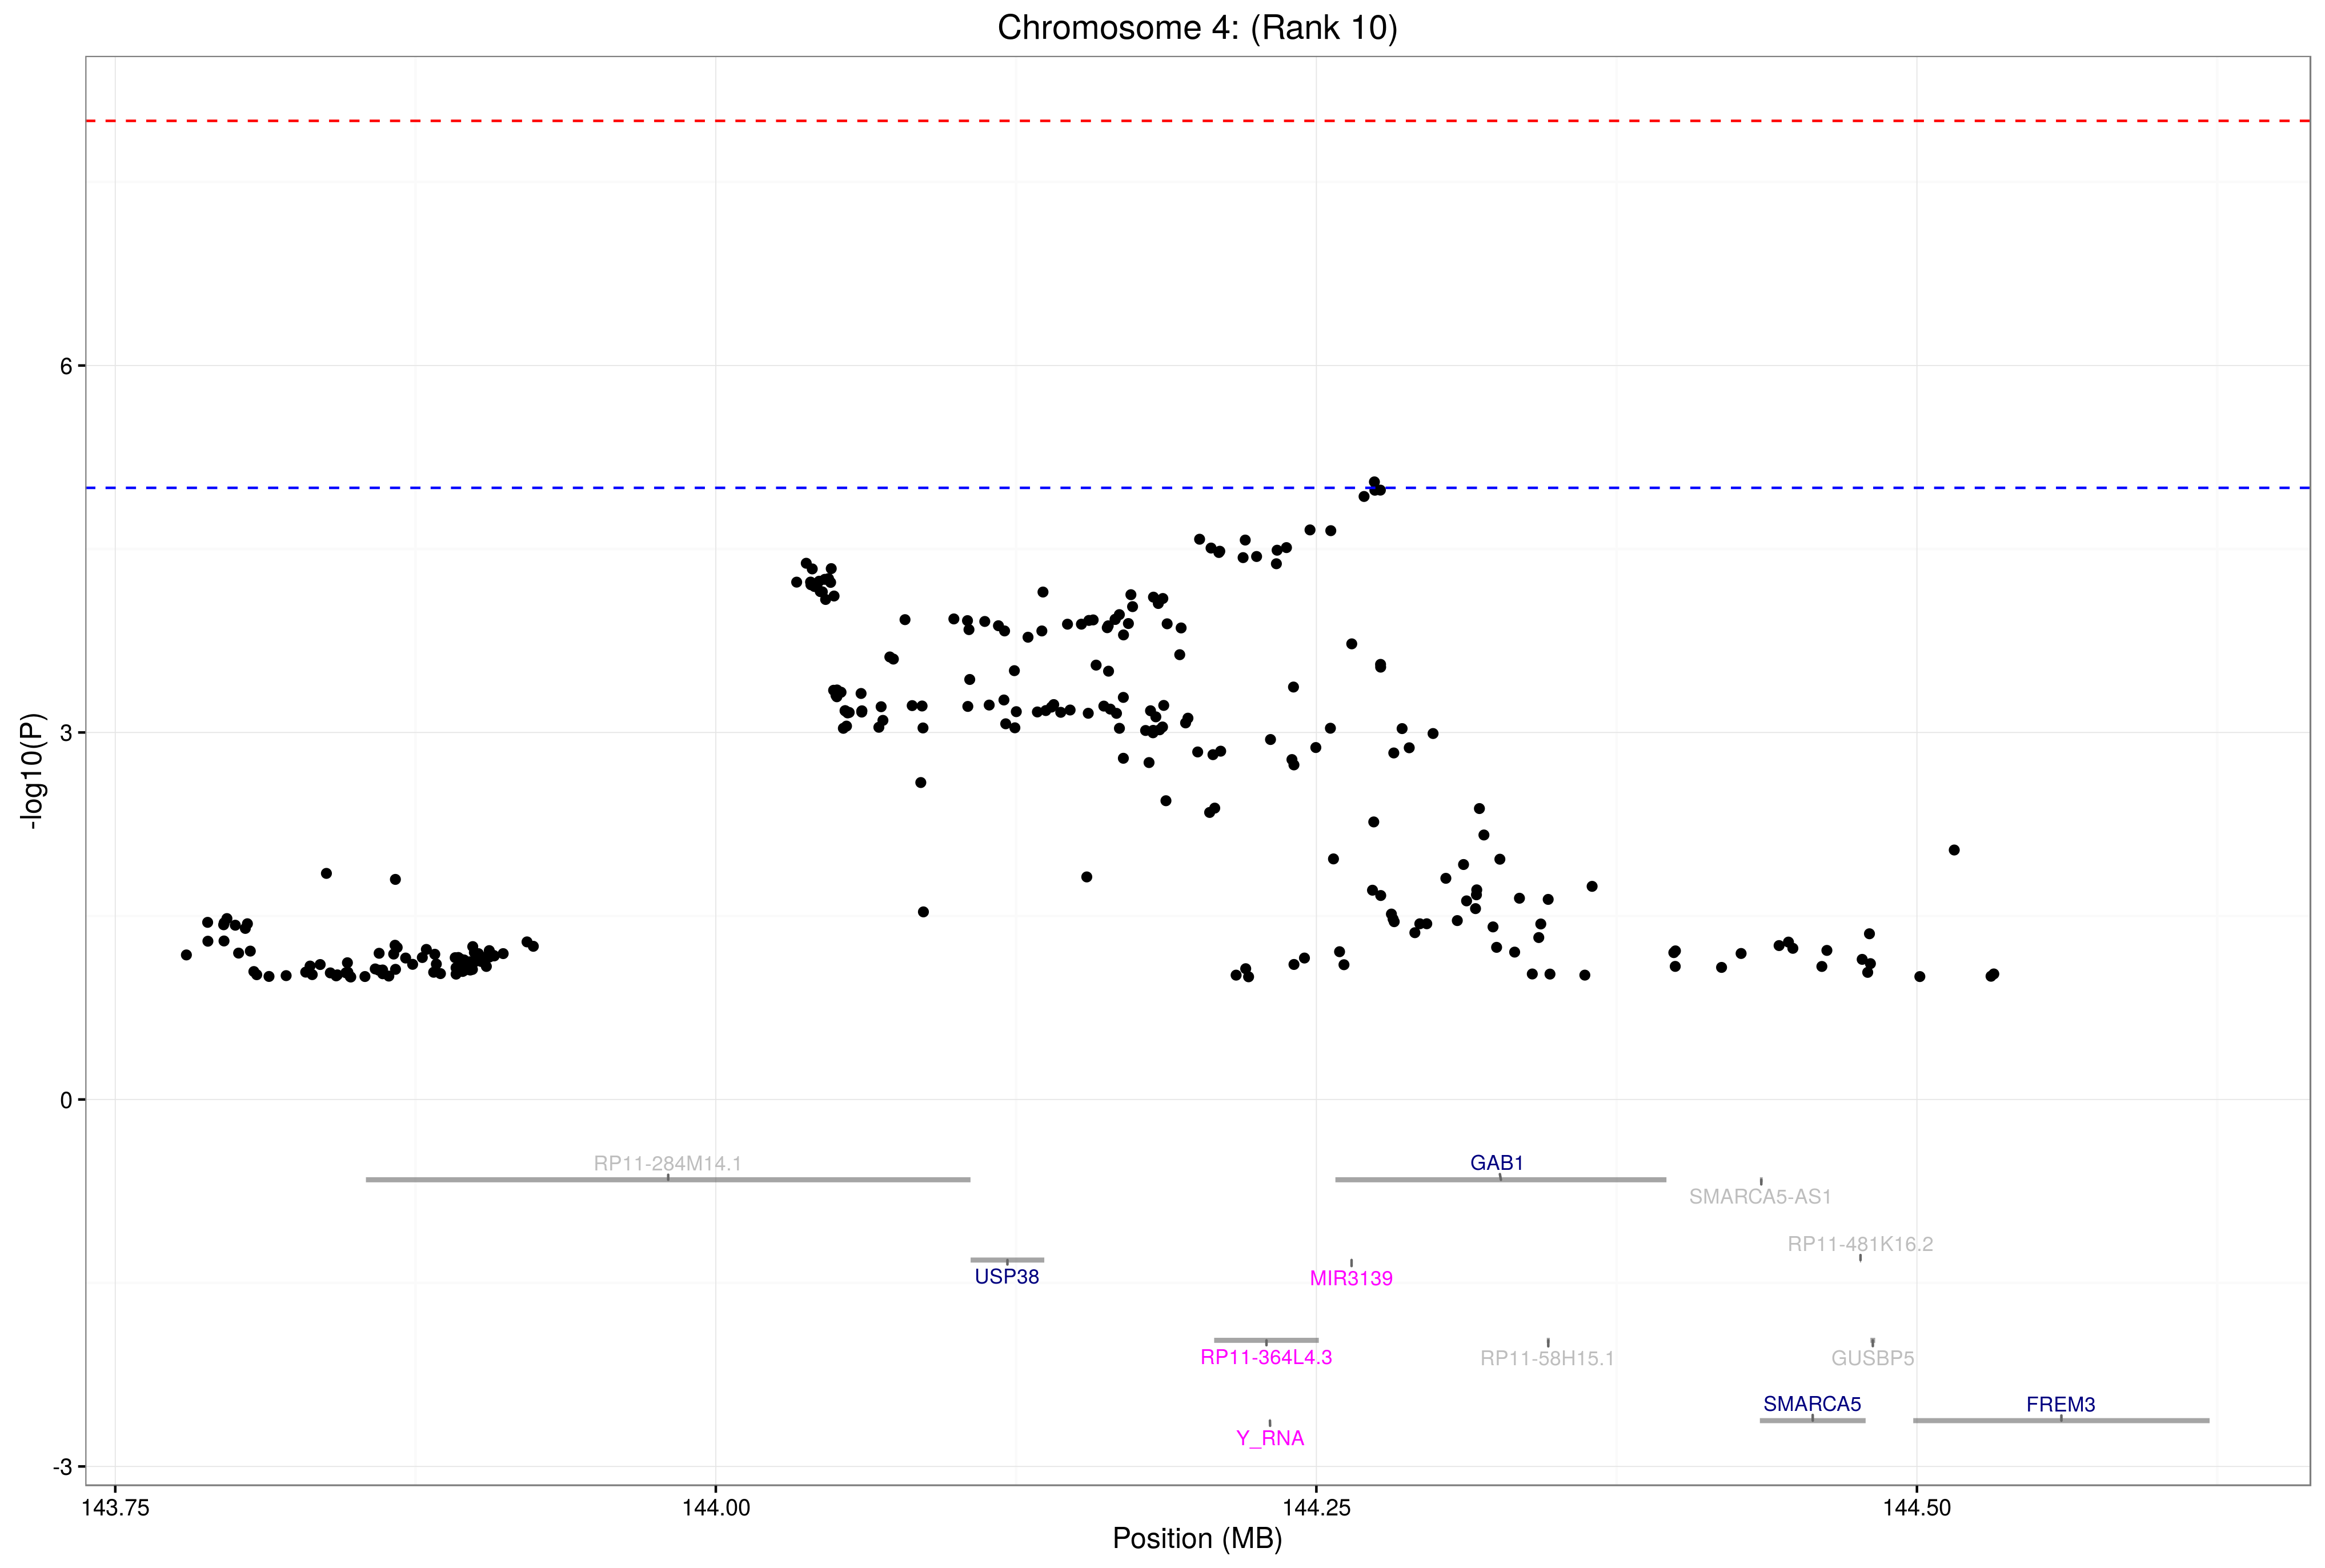 Chromosome 4: (Rank 10)
6
3
0
-3
-log10(P)
RP11-284M14.1
GAB1
SMARCA5-AS1
RP11-481K16.2
USP38
MIR3139
RP11-364L4.3
RP11-58H15.1
GUSBP5
SMARCA5
FREM3
Y_RNA
143.75
144.00
144.25
144.50
Position (MB)